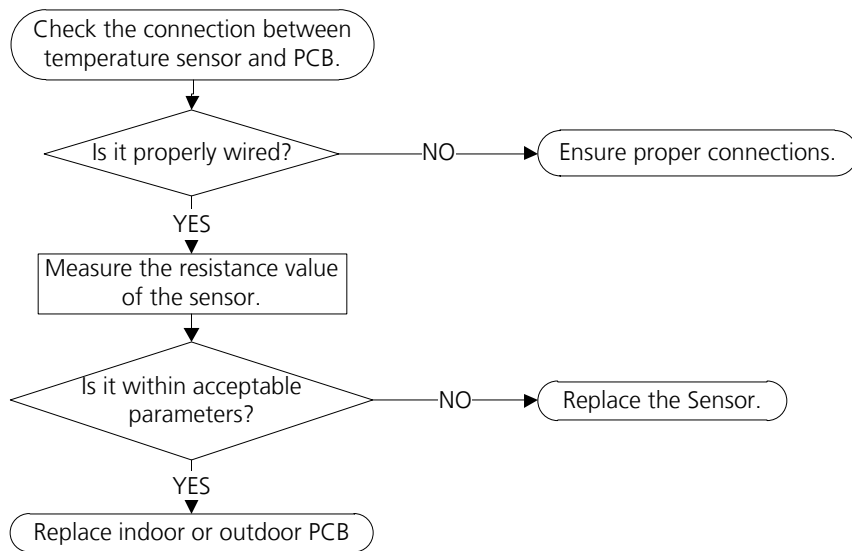 Check the connection between
temperature sensor and PCB.
Is it properly wired?
NO
Ensure proper connections.
YES
Measure the resistance value
of the sensor.
Is it within acceptable
parameters?
NO
Replace the Sensor.
YES
Replace indoor or outdoor PCB